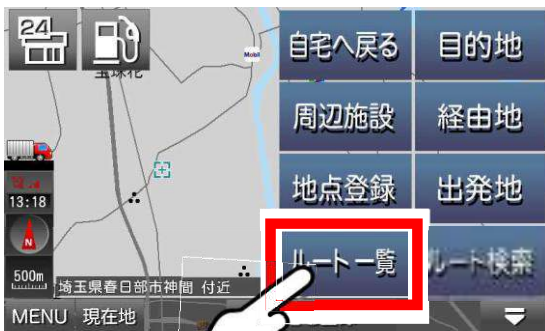 24
宝珠花
Mobil
自宅へ戻る 目的地
周辺施設 経由地
地点登録 出発地
ルート一覧 ルート検索
13:18
N
500m
埼玉県春日部市神間 付近
MENU 現在地